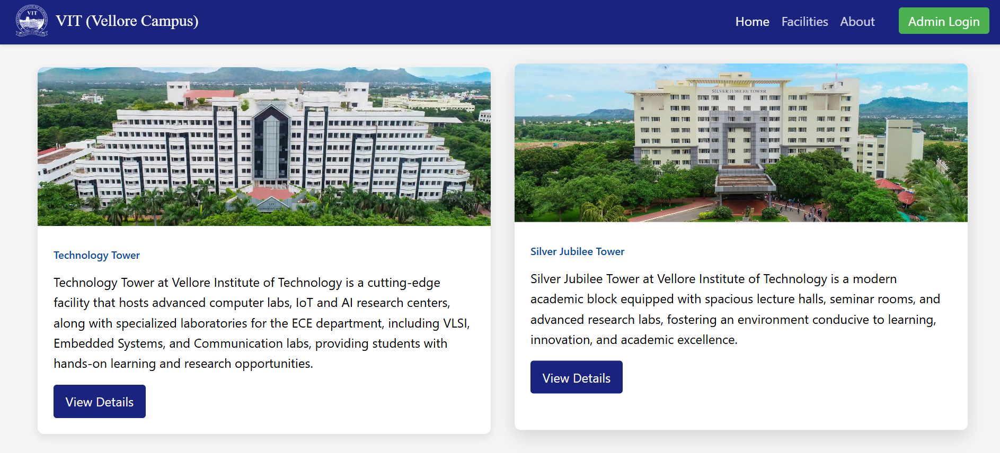 VIT
VIT (Vellore Campus)
Home
Facilities
About
Admin Login
SILVER JUBILEE TOWER
VIT
Technology Tower
Technology Tower at Vellore Institute of Technology is a cutting-edge
facility that hosts advanced computer labs, IoT and AI research centers,
along with specialized laboratories for the ECE department, including VLSI,
Embedded Systems, and Communication labs, providing students with
hands-on learning and research opportunities.
View Details
Silver Jubilee Tower
Silver Jubilee Tower at Vellore Institute of Technology is a modern
academic block equipped with spacious lecture halls, seminar rooms, and
advanced research labs, fostering an environment conducive to learning,
innovation, and academic excellence.
View Details